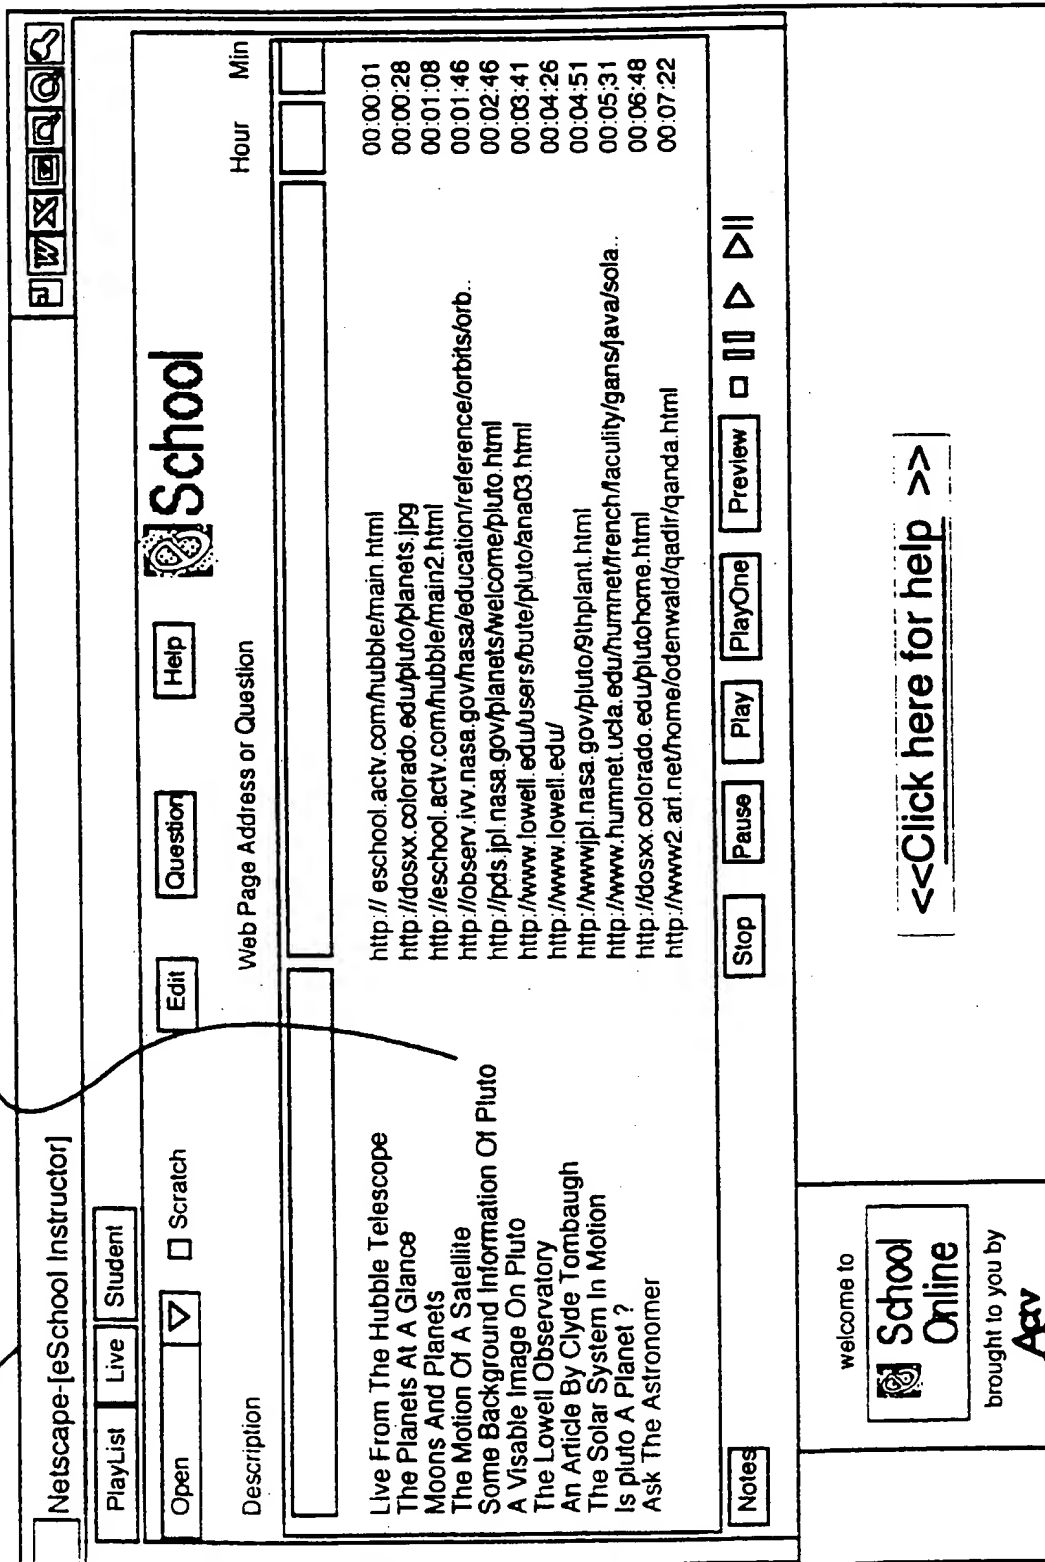 Netscape-[eSchool Instructor]
PlayList Live Student
Open Scratch Edit Question Help School
Description Web Page Address or Question Hour Min
Live From The Hubble Telescope http:// eschool.actv.com/hubble/main.html 00:00:01
The Planets At A Glance http://dosxx.colorado.edu/pluto/planets.jpg 00:00:28
Moons And Planets http://eschool.actv.com/hubble/main2.html 00:01:08
The Motion Of A Satellite http://observ.ivv.nasa.gov/nasa/education/reference/orbits/orb.. 00:01:46
Some Background Information Of Pluto http://pds.jpl.nasa.gov/planets/welcome/pluto.html 00:02:46
A Visable Image On Pluto http://www.lowell.edu/users/bute/pluto/ana03.html 00:03:41
The Lowell Observatory http://www.lowell.edu/ 00:04:26
An Article By Clyde Tombaugh http://wwwjpl.nasa.gov/pluto/9thplant.html 00:04:51
The Solar System In Motion http://www.humnet.ucla.edu/humnet/french/faculity/gans/java/sola.. 00:05:31
Is pluto A Planet ? http://dosxx.colorado.edu/plutohome.html 00:06:48
Ask The Astronomer http://www2.ari.net/home/odenwald/qadir/qanda.html 00:07:22
Notes Stop Pause Play PlayOne Preview
welcome to
School
Online
brought to you by
Actv
<<Click here for help >>